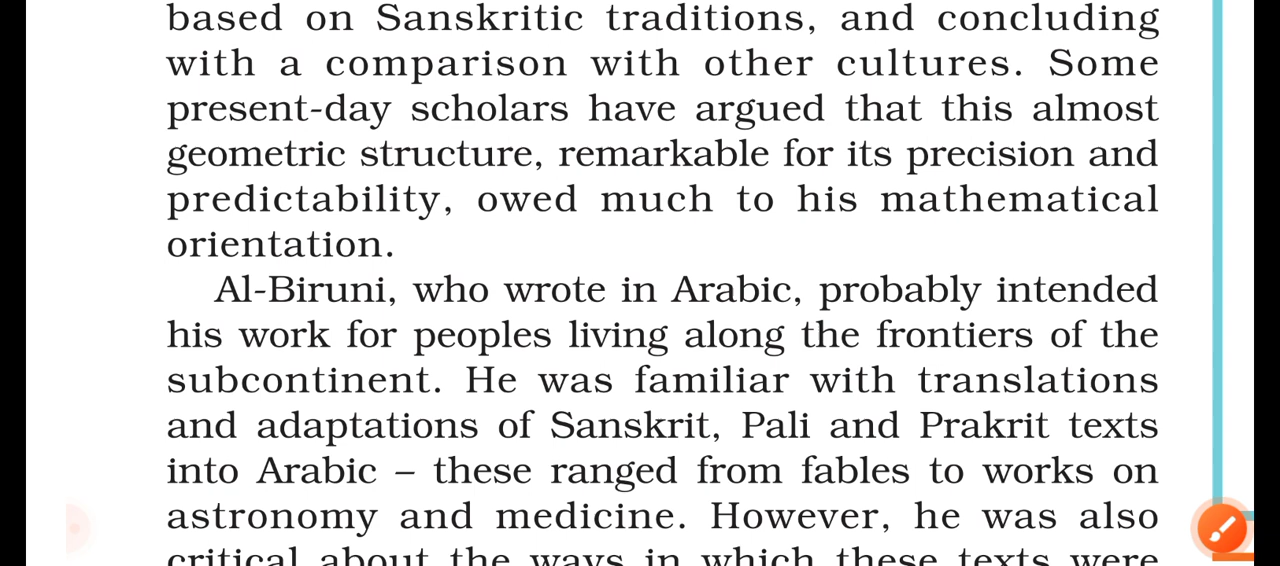 based on Sanskritic traditions, and concluding
with a comparison with other cultures. Some
present-day scholars have argued that this almost
geometric structure, remarkable for its precision and
predictability, owed much to his mathematical
orientation.
Al-Biruni, who wrote in Arabic, probably intended
his work for peoples living along the frontiers of the
subcontinent. He was familiar with translations
and adaptations of Sanskrit, Pali and Prakrit texts
into Arabic – these ranged from fables to works on
astronomy and medicine. However, he was also
critical about the ways in which these texts were